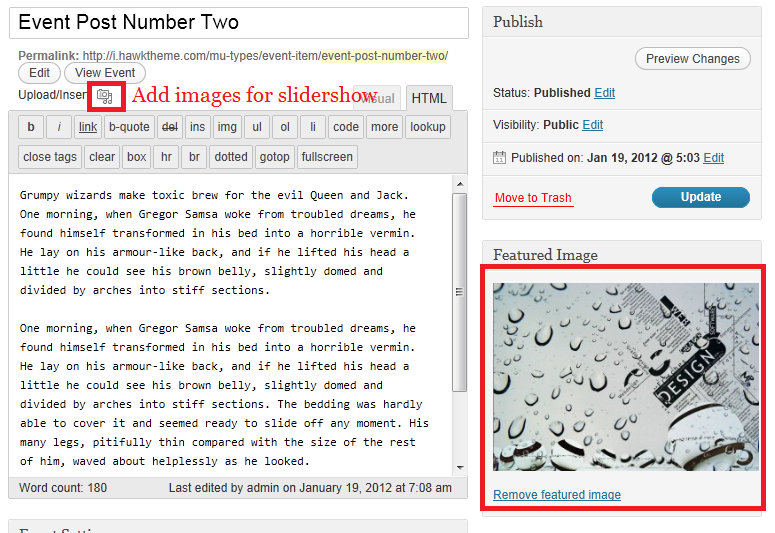 Event Post Number Two
Permalink: http://i.hawktheme.com/mu-types/event-item/event-post-number-two/
Edit View Event
Upload/Inser Add images for slidershow Visual HTML
b i link b-quote del ins img ul ol li code more lookup
close tags clear box hr br dotted gotop fullscreen
Grumpy wizards make toxic brew for the evil Queen and Jack.
One morning, when Gregor Samsa woke from troubled dreams, he
found himself transformed in his bed into a horrible vermin.
He lay on his armour-like back, and if he lifted his head a
little he could see his brown belly, slightly domed and
divided by arches into stiff sections.
One morning, when Gregor Samsa woke from troubled dreams, he
found himself transformed in his bed into a horrible vermin.
He lay on his armour-like back, and if he lifted his head a
little he could see his brown belly, slightly domed and
divided by arches into stiff sections. The bedding was hardly
able to cover it and seemed ready to slide off any moment. His
many legs, pitifully thin compared with the size of the rest
of him, waved about helplessly as he looked.
Word count: 180 Last edited by admin on January 19, 2012 at 7:08 am
Publish
Preview Changes
Status: Published Edit
Visibility: Public Edit
11 Published on: Jan 19, 2012 @ 5:03 Edit
Move to Trash Update
Featured Image
DESIGN
Remove featured image